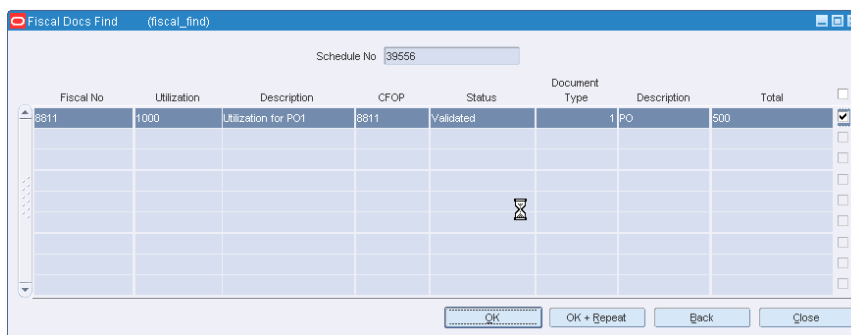 Fiscal Docs Find (fiscal_find)
Schedule No 39556
Document
Fiscal No Utilization Description CFOP Status Type Description Total
8811 1000 Utilization for PO1 8811 Validated 1 PO 500
OK OK + Repeat Back Close